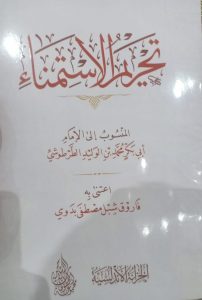 تحريم الاستمناء
المنسوب إلى الإمام
أبي بكر محمد بن الوليد الطرطوشي
اعتنى به
فاروق شبل مصطفى بدوي